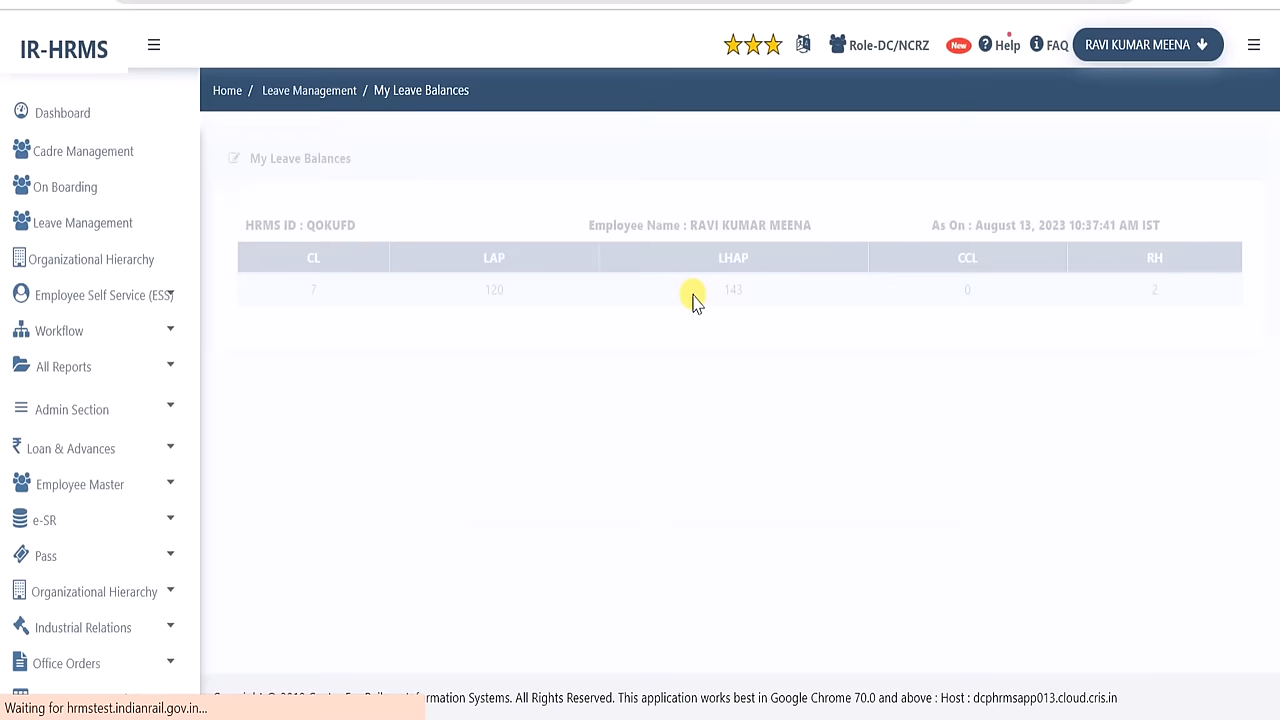 IR-HRMS
Role-DC/NCRZ
New
Help
FAQ
RAVI KUMAR MEENA
Home / Leave Management / My Leave Balances
Dashboard
Cadre Management
On Boarding
Leave Management
Organizational Hierarchy
Employee Self Service (ESS)
Workflow
All Reports
Admin Section
Loan & Advances
Employee Master
e-SR
Pass
Organizational Hierarchy
Industrial Relations
Office Orders
My Leave Balances
HRMS ID : QOKUFD
Employee Name : RAVI KUMAR MEENA
As On : August 13, 2023 10:37:41 AM IST
CL LAP LHAP CCL RH
7 120 143 0 2
Information Systems. All Rights Reserved. This application works best in Google Chrome 70.0 and above : Host : dcphrmsapp013.cloud.cris.in
Waiting for hrmstest.indianrail.gov.in...